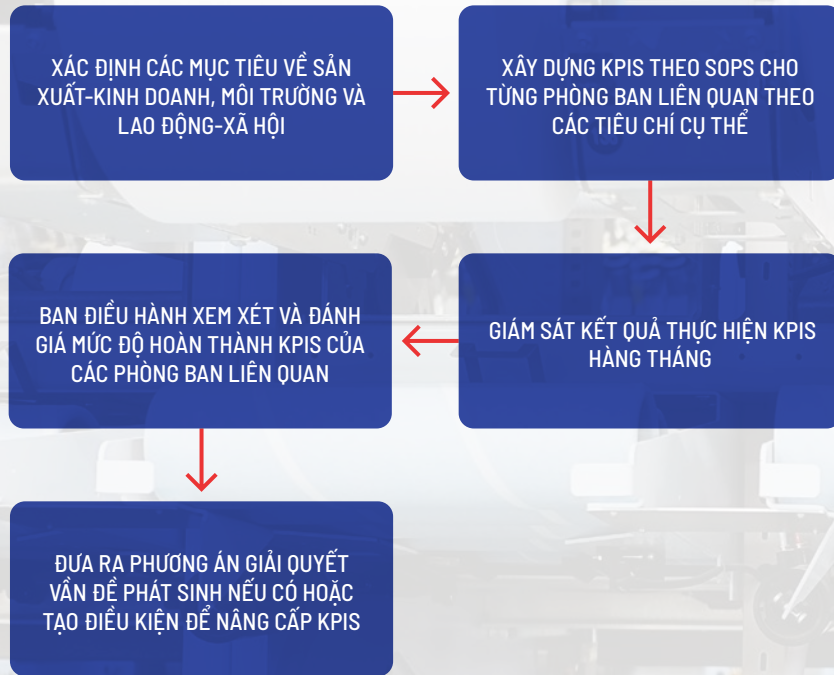 XÁC ĐỊNH CÁC MỤC TIÊU VỀ SẢN
XUẤT-KINH DOANH, MÔI TRƯỜNG VÀ
LAO ĐỘNG-XÃ HỘI
XÂY DỰNG KPIS THEO SOPS CHO
TỪNG PHÒNG BAN LIÊN QUAN THEO
CÁC TIÊU CHÍ CỤ THỂ
GIÁM SÁT KẾT QUẢ THỰC HIỆN KPIS
HÀNG THÁNG
BAN ĐIỀU HÀNH XEM XÉT VÀ ĐÁNH
GIÁ MỨC ĐỘ HOÀN THÀNH KPIS CỦA
CÁC PHÒNG BAN LIÊN QUAN
ĐƯA RA PHƯƠNG ÁN GIẢI QUYẾT
VẤN ĐỀ PHÁT SINH NẾU CÓ HOẶC
TẠO ĐIỀU KIỆN ĐỂ NÂNG CẤP KPIS